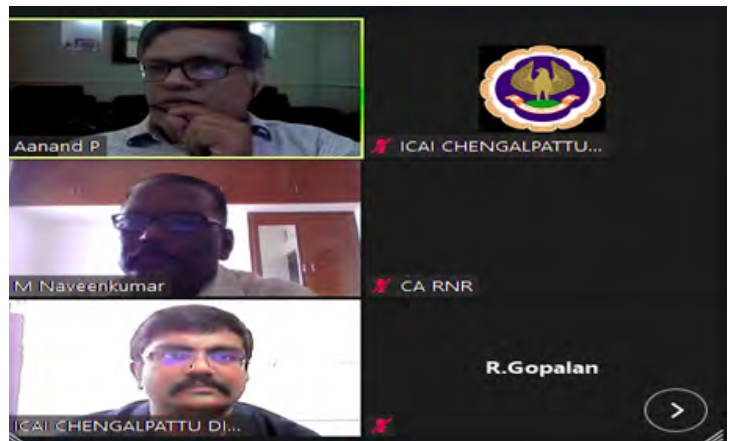 Aanand P
ICAI CHENGALPATTU...
M Naveenkumar
CA RNR
ICAI CHENGALPATTU DI...
R.Gopalan